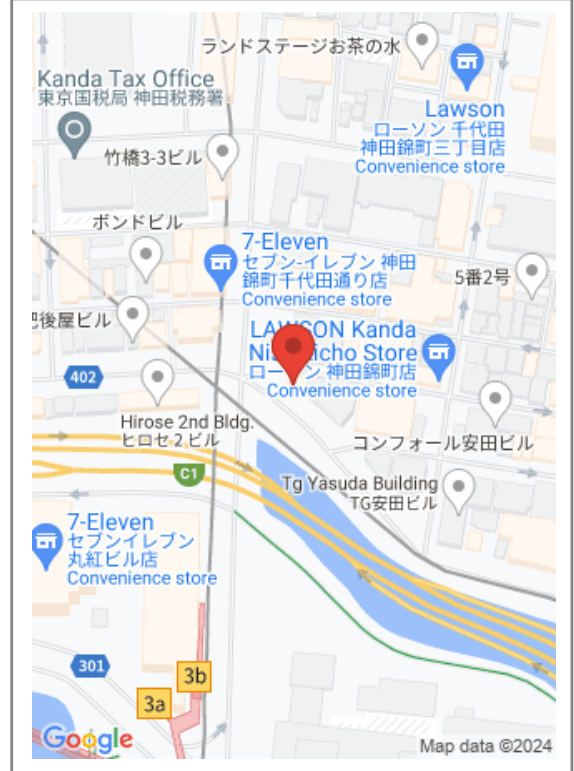 ランドステージお茶の水
Kanda Tax Office
東京国税局 神田税務署
Lawson
ローソン 千代田
神田錦町三丁目店
Convenience store
竹橋3-3ビル
ボンドビル
7-Eleven
セブン-イレブン 神田
錦町千代田通り店
Convenience store
5番2号
肥後屋ビル
LAWSON Kanda
Store
神田錦町店
Convenience store
402
Hirose 2nd Bldg.
ヒロセ2ビル
コンフォール安田ビル
C1
Tg Yasuda Building
TG安田ビル
7-Eleven
セブンイレブン
丸紅ビル店
Convenience store
301
3b
3a
Google
Map data ©2024